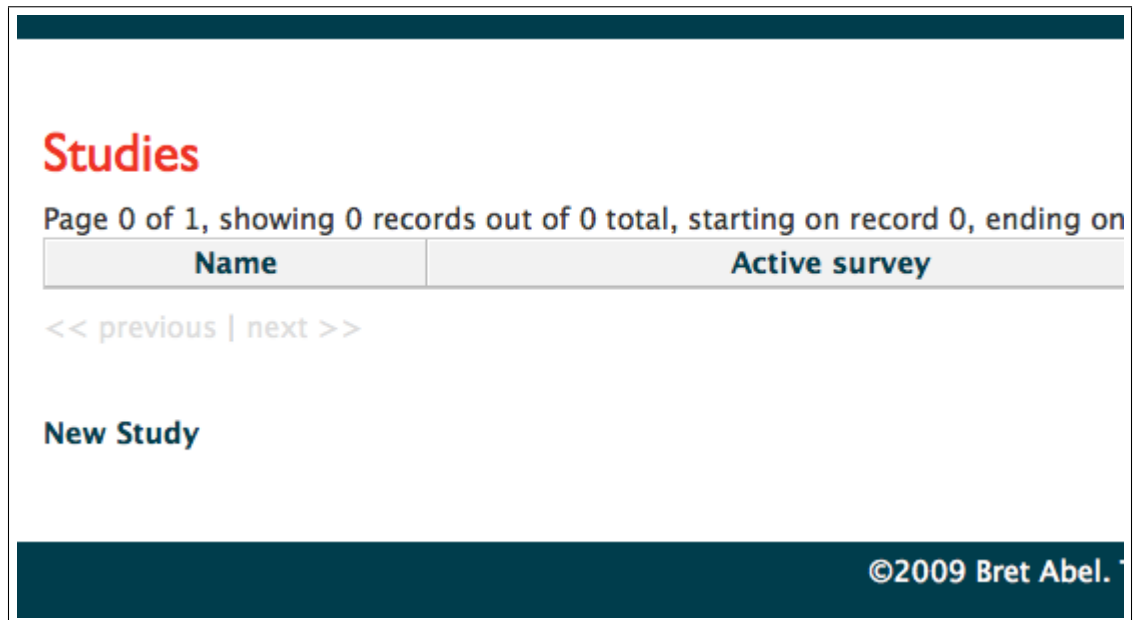 Studies
Page 0 of 1, showing 0 records out of 0 total, starting on record 0, ending on
Name Active survey
<< previous | next >>
New Study
©2009 Bret Abel.